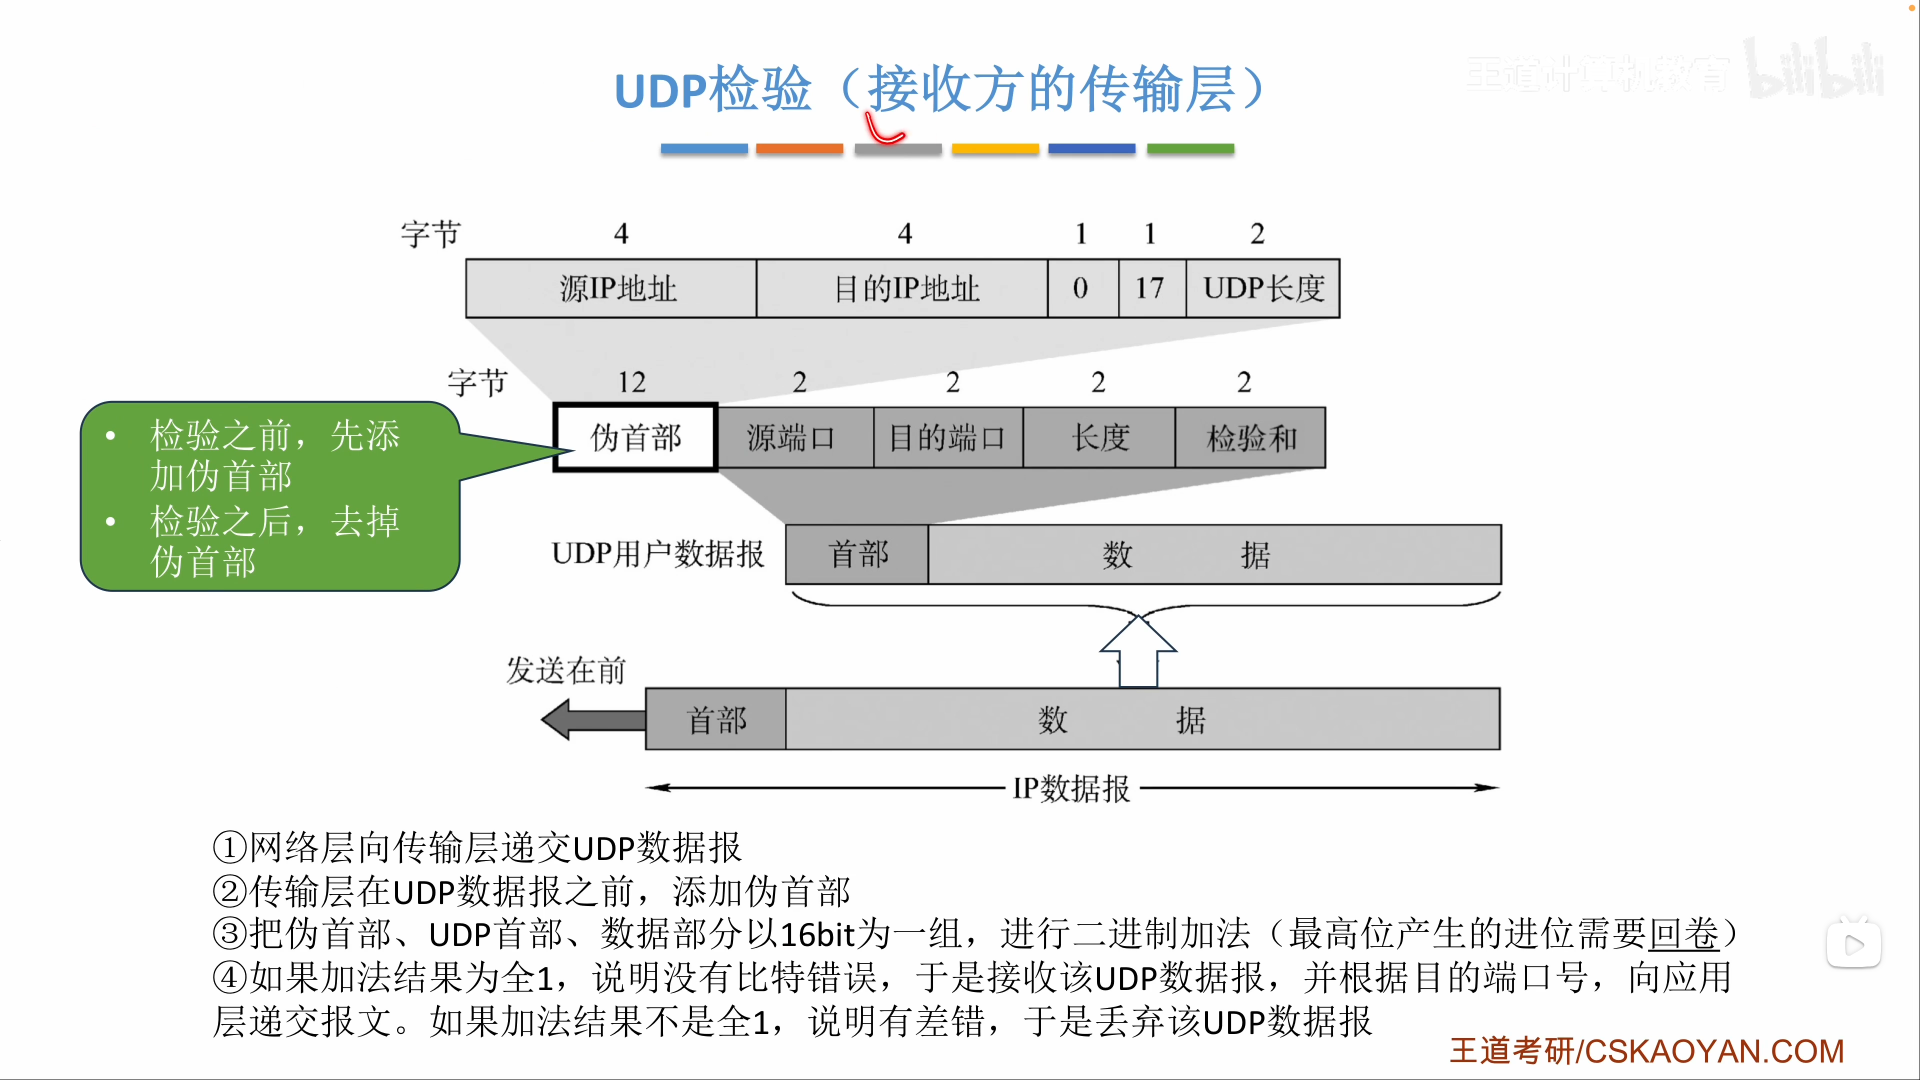 王道计算机教育 bilibili
UDP检验（接收方的传输层）
字节 4 4 1 1 2
源IP地址 目的IP地址 0 17 UDP长度
字节 12 2 2 2 2
伪首部 源端口 目的端口 长度 检验和
• 检验之前，先添
加伪首部
• 检验之后，去掉
伪首部
UDP用户数据报 首部 数 据
发送在前
首部 数 据
IP数据报
①网络层向传输层递交UDP数据报
②传输层在UDP数据报之前，添加伪首部
③把伪首部、UDP首部、数据部分以16bit为一组，进行二进制加法（最高位产生的进位需要回卷）
④如果加法结果为全1，说明没有比特错误，于是接收该UDP数据报，并根据目的端口号，向应用
层递交报文。如果加法结果不是全1，说明有差错，于是丢弃该UDP数据报
王道考研/CSKAOYAN.COM